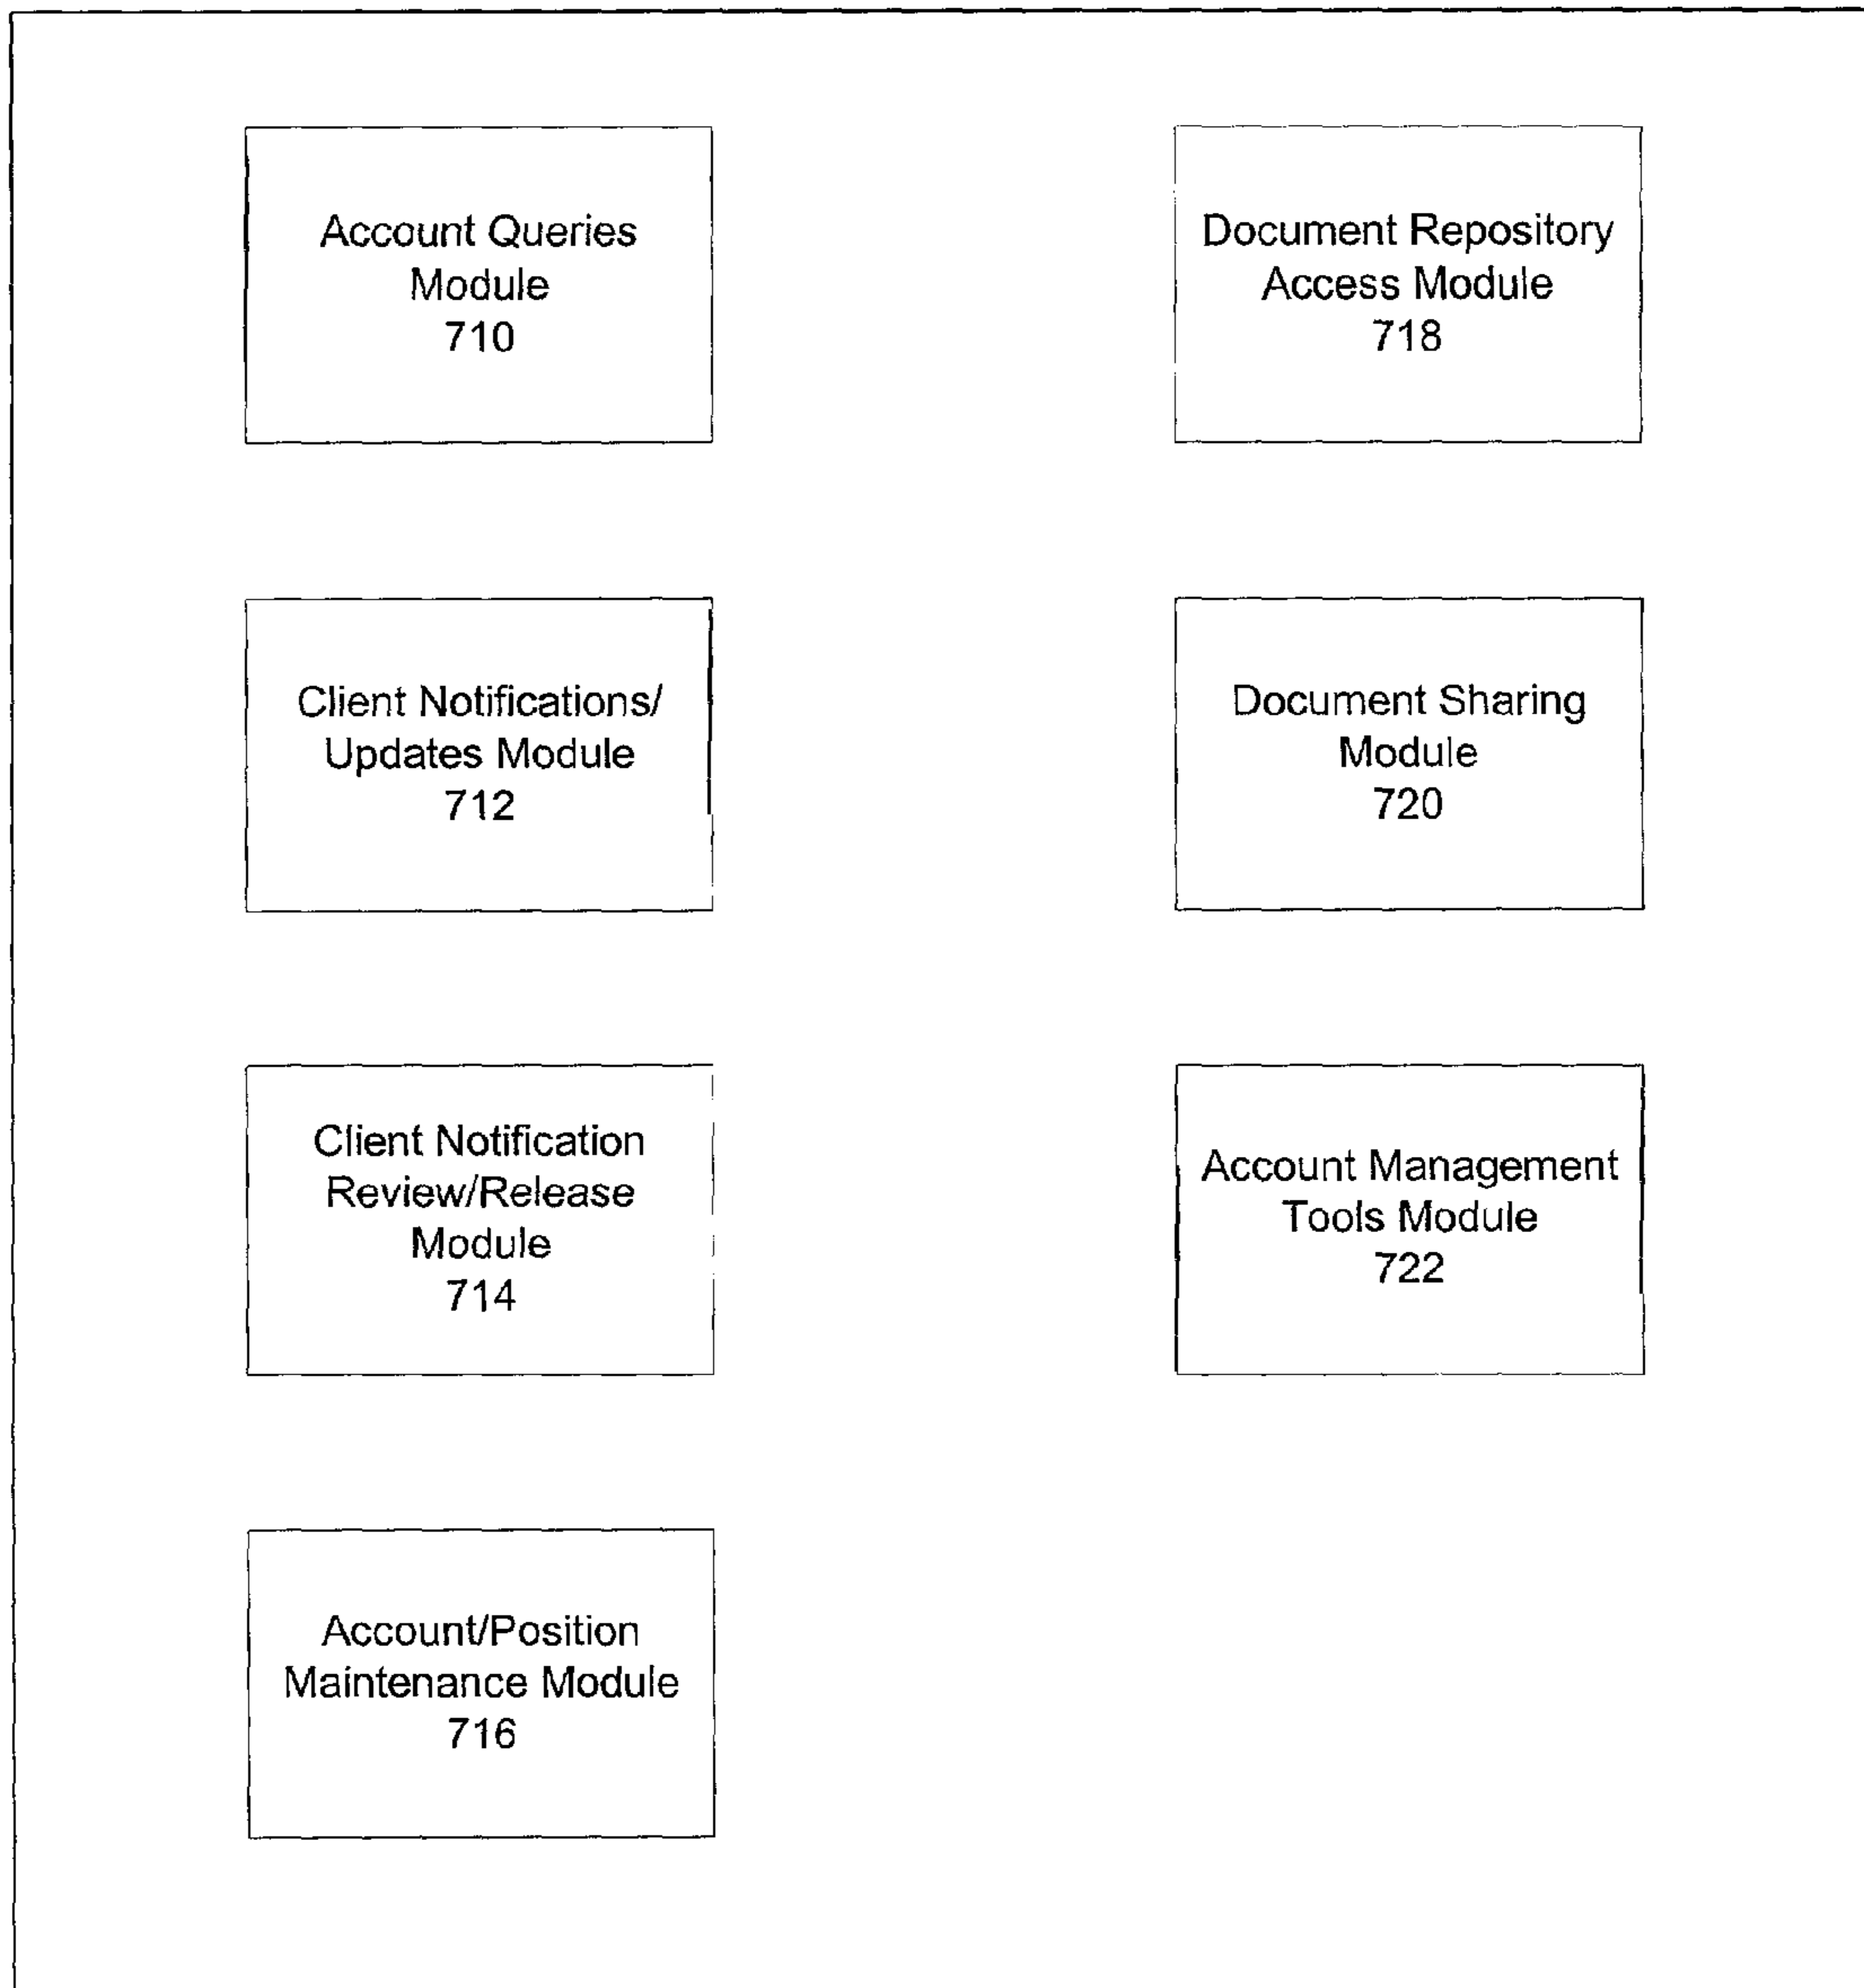 Account Queries
Module
710
Client Notifications/
Updates Module
712
Client Notification
Review/Release
Module
714
Account/Position
Maintenance Module
716
Document Repository
Access Module
718
Document Sharing
Module
720
Account Management
Tools Module
722